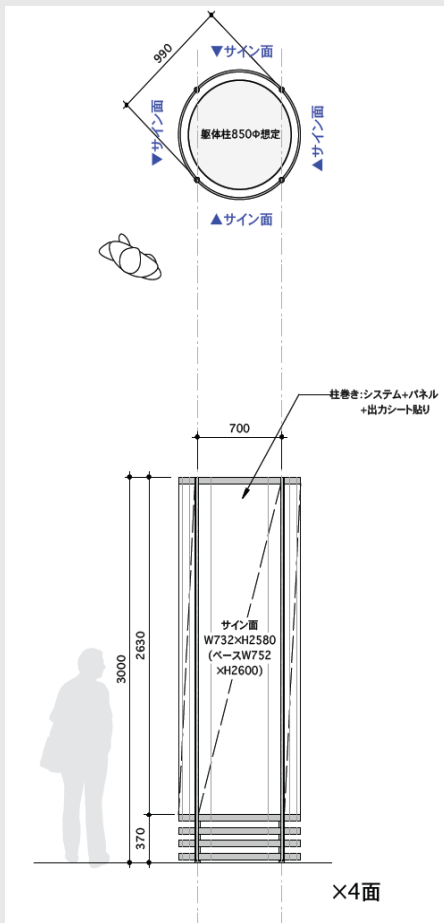 990
▼サイン面
▼サイン面
躯体柱850Φ想定
▲サイン面
▲サイン面
柱巻き:システム+パネル
+出力シート貼り
700
サイン面
W732×H2580
(ベースW752
×H2600)
2630
3000
370
×4面